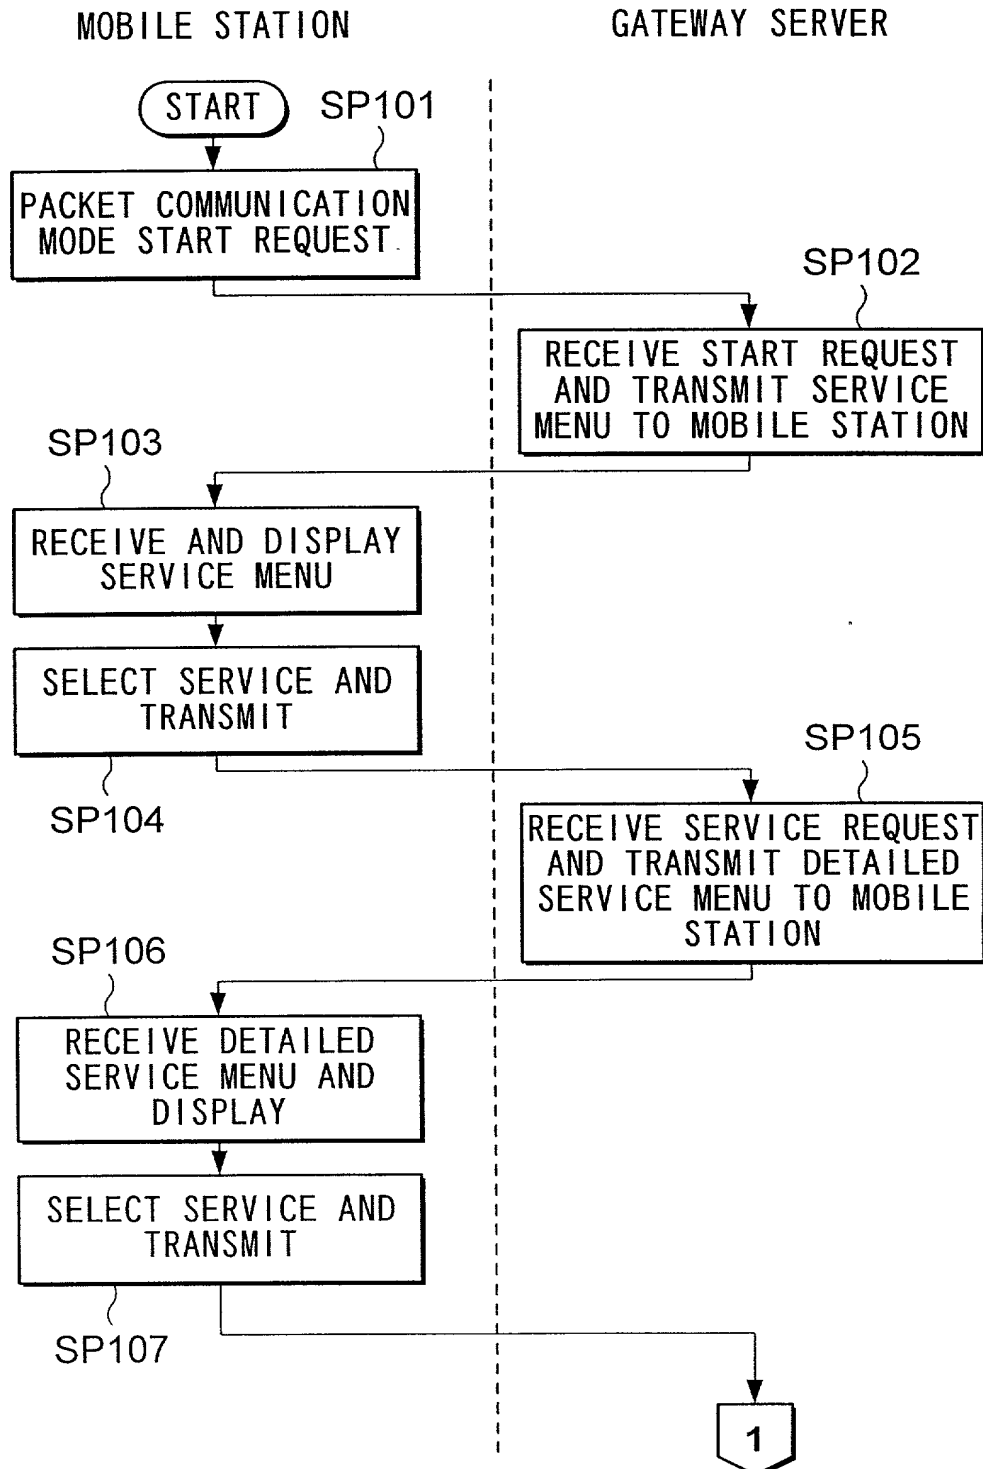 MOBILE STATION
GATEWAY SERVER
START
SP101
PACKET COMMUNICATION
MODE START REQUEST
SP102
RECEIVE START REQUEST
AND TRANSMIT SERVICE
MENU TO MOBILE STATION
SP103
RECEIVE AND DISPLAY
SERVICE MENU
SELECT SERVICE AND
TRANSMIT
SP104
SP105
RECEIVE SERVICE REQUEST
AND TRANSMIT DETAILED
SERVICE MENU TO MOBILE
STATION
SP106
RECEIVE DETAILED
SERVICE MENU AND
DISPLAY
SELECT SERVICE AND
TRANSMIT
SP107
1